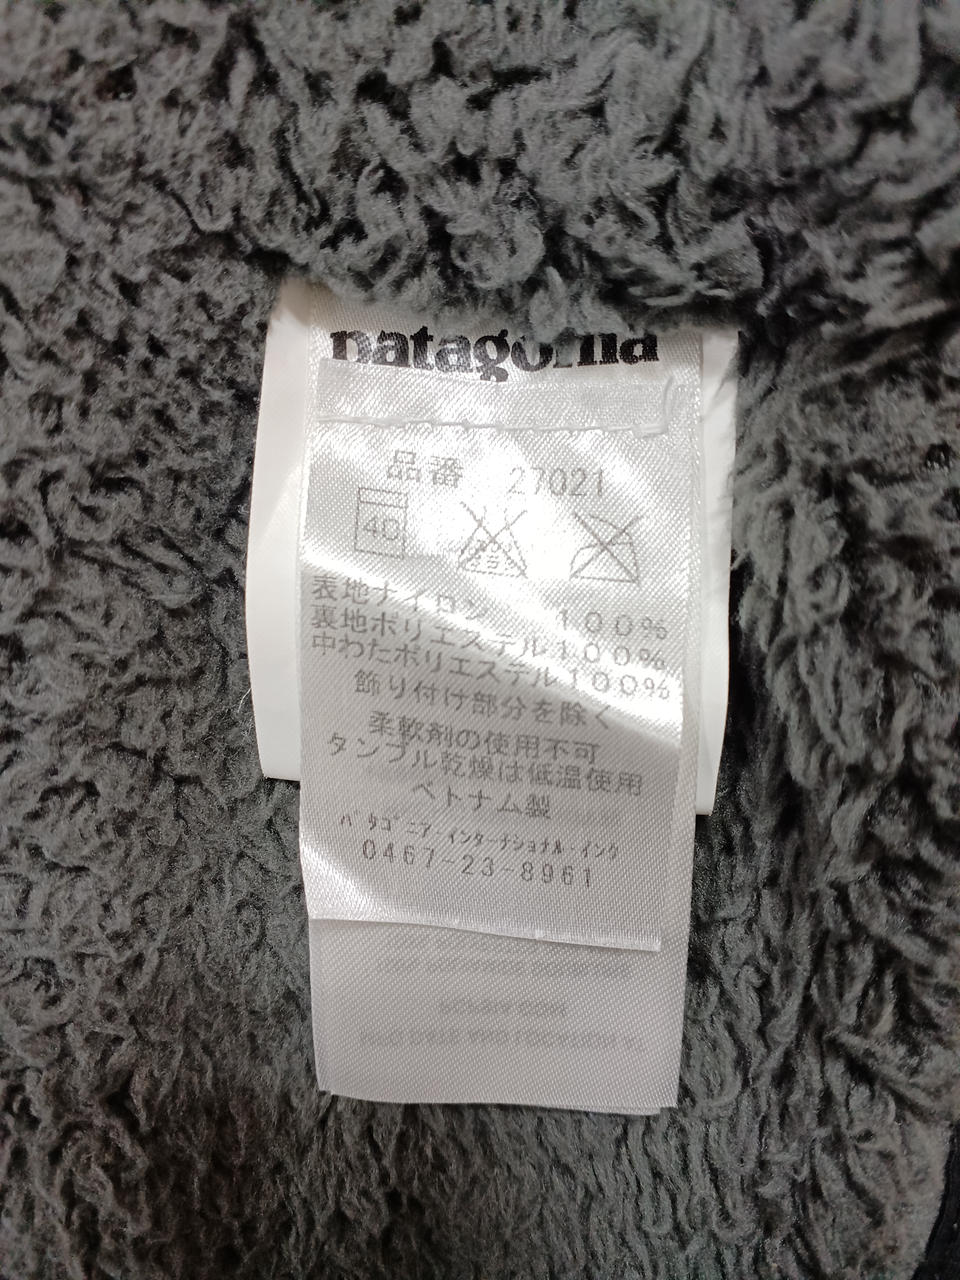 patagonia
品番 27021
40
表地ナイロン 100%
裏地ポリエステル100%
中わたポリエステル100%
飾り付け部分を除く
柔軟剤の使用不可
タンブル乾燥は低温使用
ベトナム製
パタゴニア・インターナショナル・インク
0467-23-8961